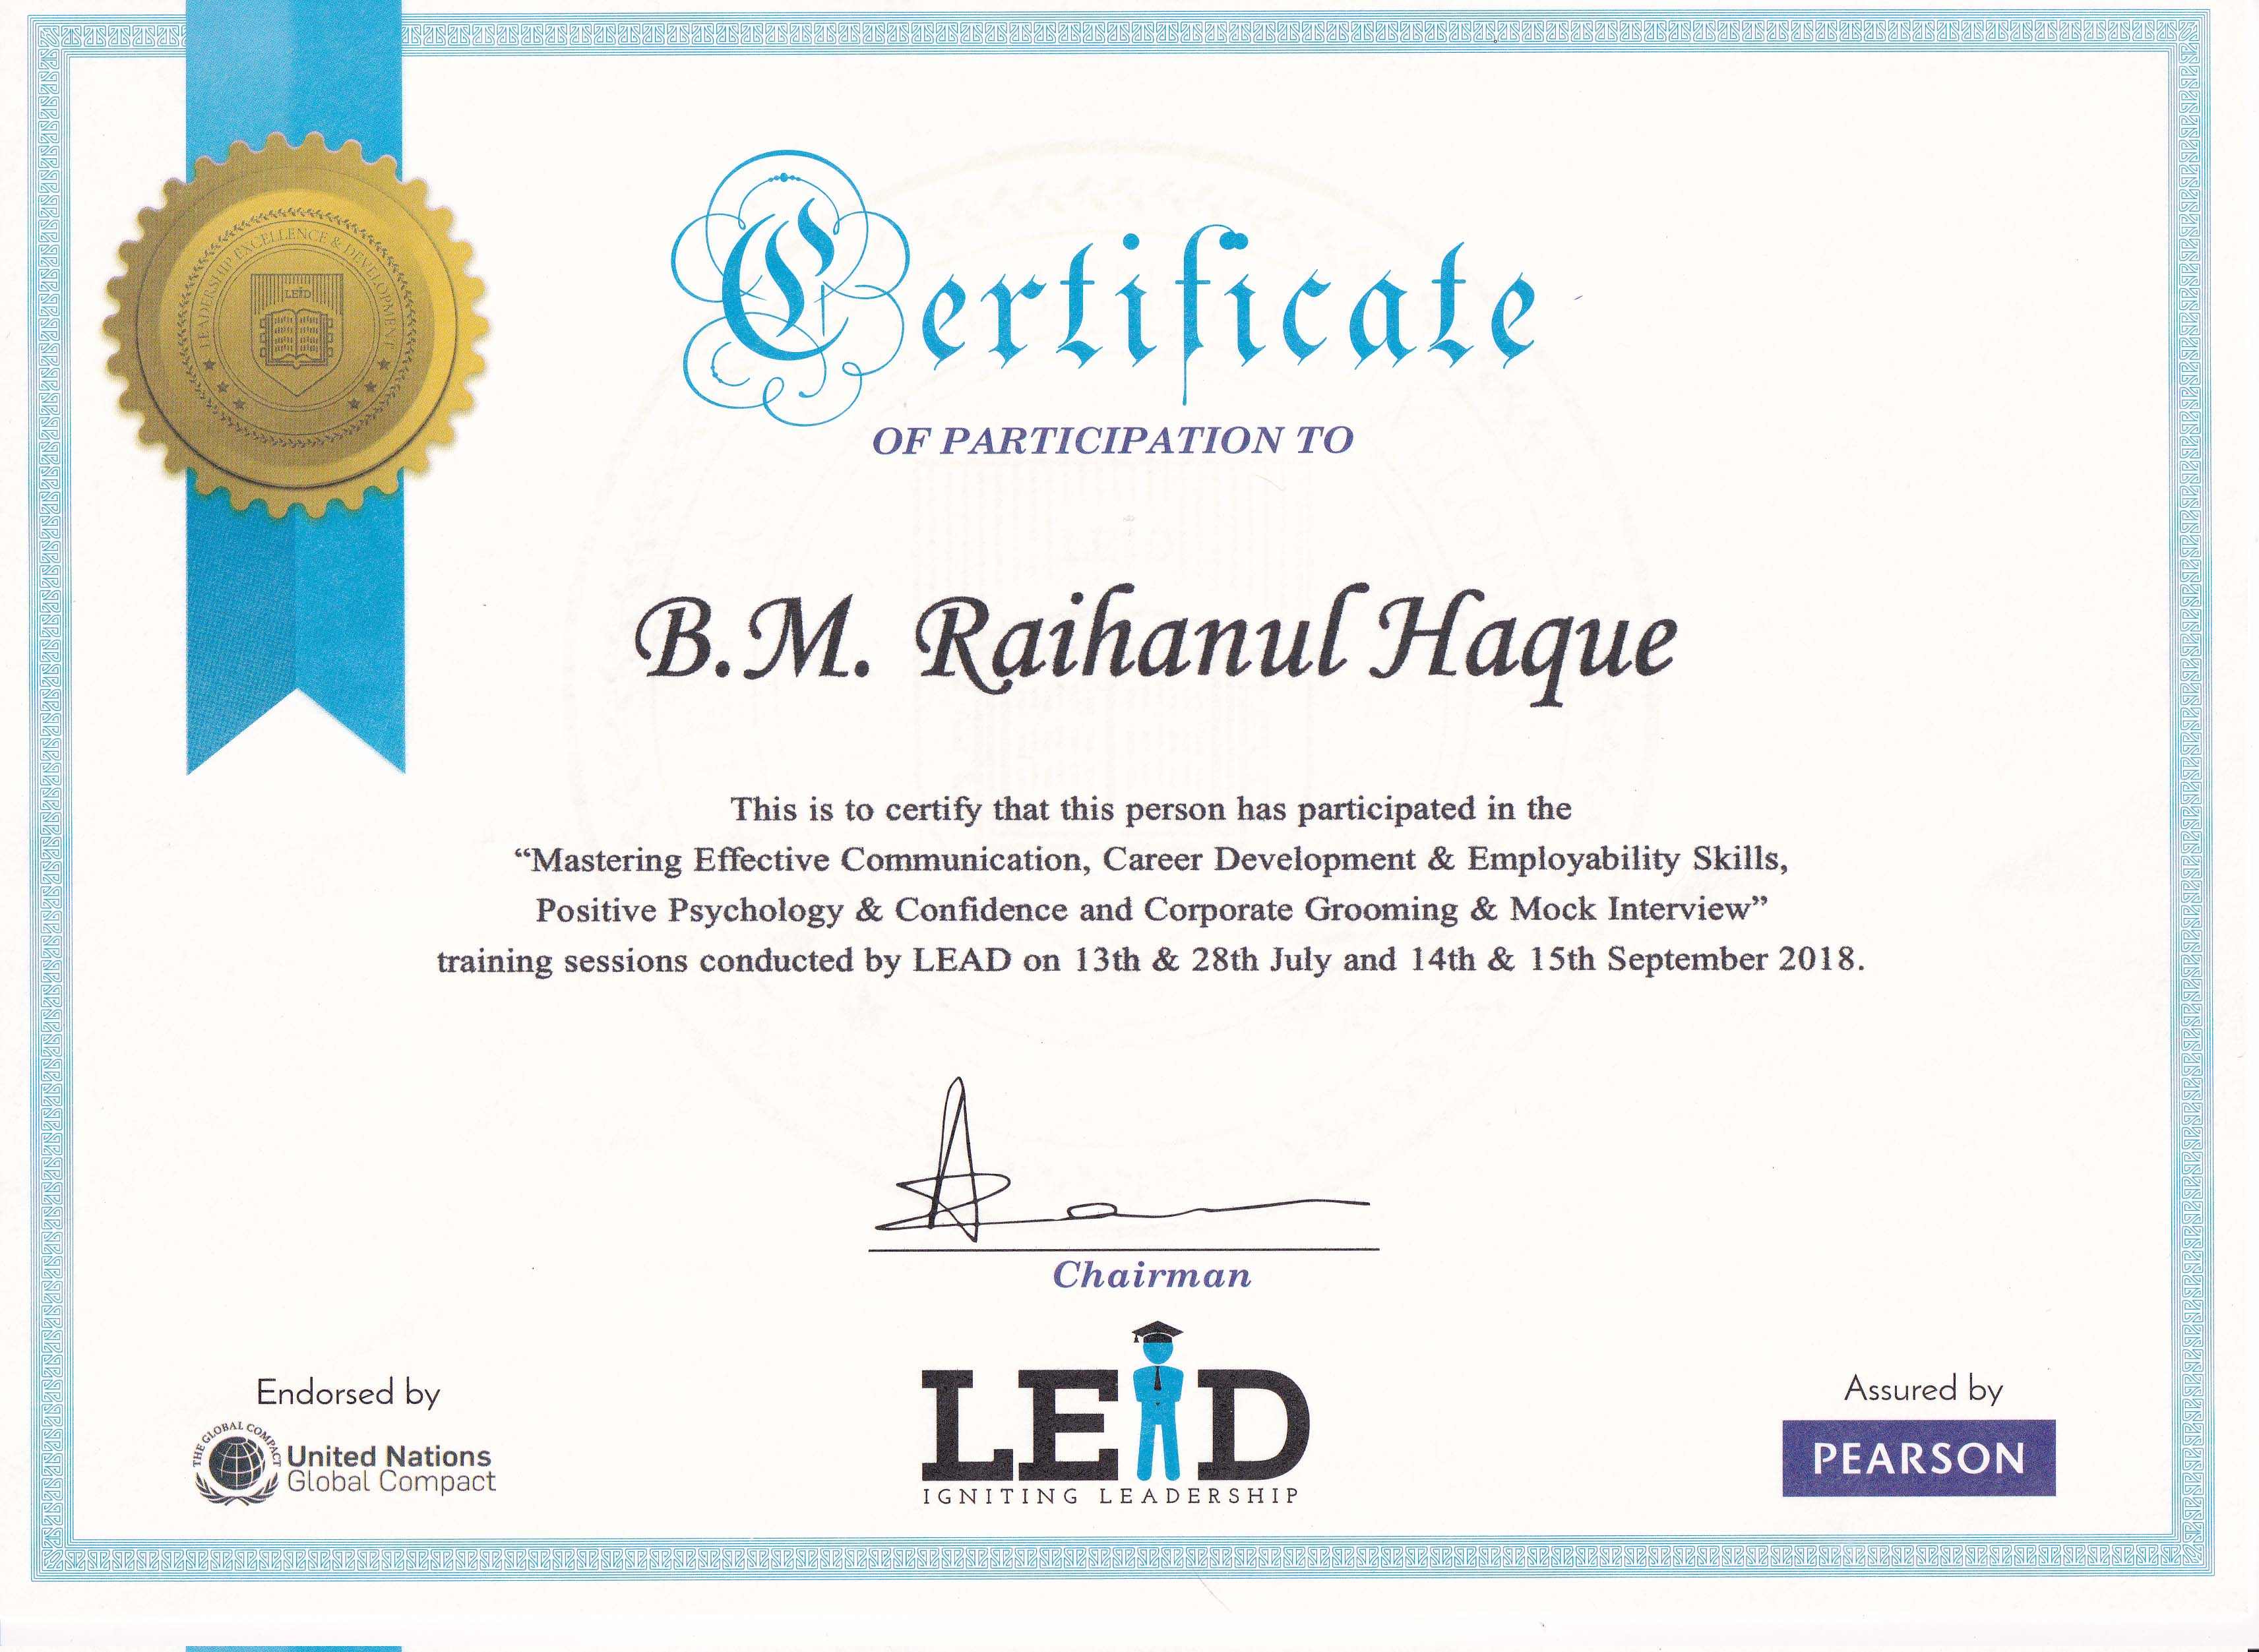 LEADERSHIP EXCELLENCE & DEVELOPMENT
LEAD
Certificate
OF PARTICIPATION TO
B.M. Raihanul Haque
This is to certify that this person has participated in the
“Mastering Effective Communication, Career Development & Employability Skills,
Positive Psychology & Confidence and Corporate Grooming & Mock Interview”
training sessions conducted by LEAD on 13th & 28th July and 14th & 15th September 2018.
Chairman
Endorsed by
THE GLOBAL COMPACT
United Nations
Global Compact
LEAD
IGNITING LEADERSHIP
Assured by
PEARSON